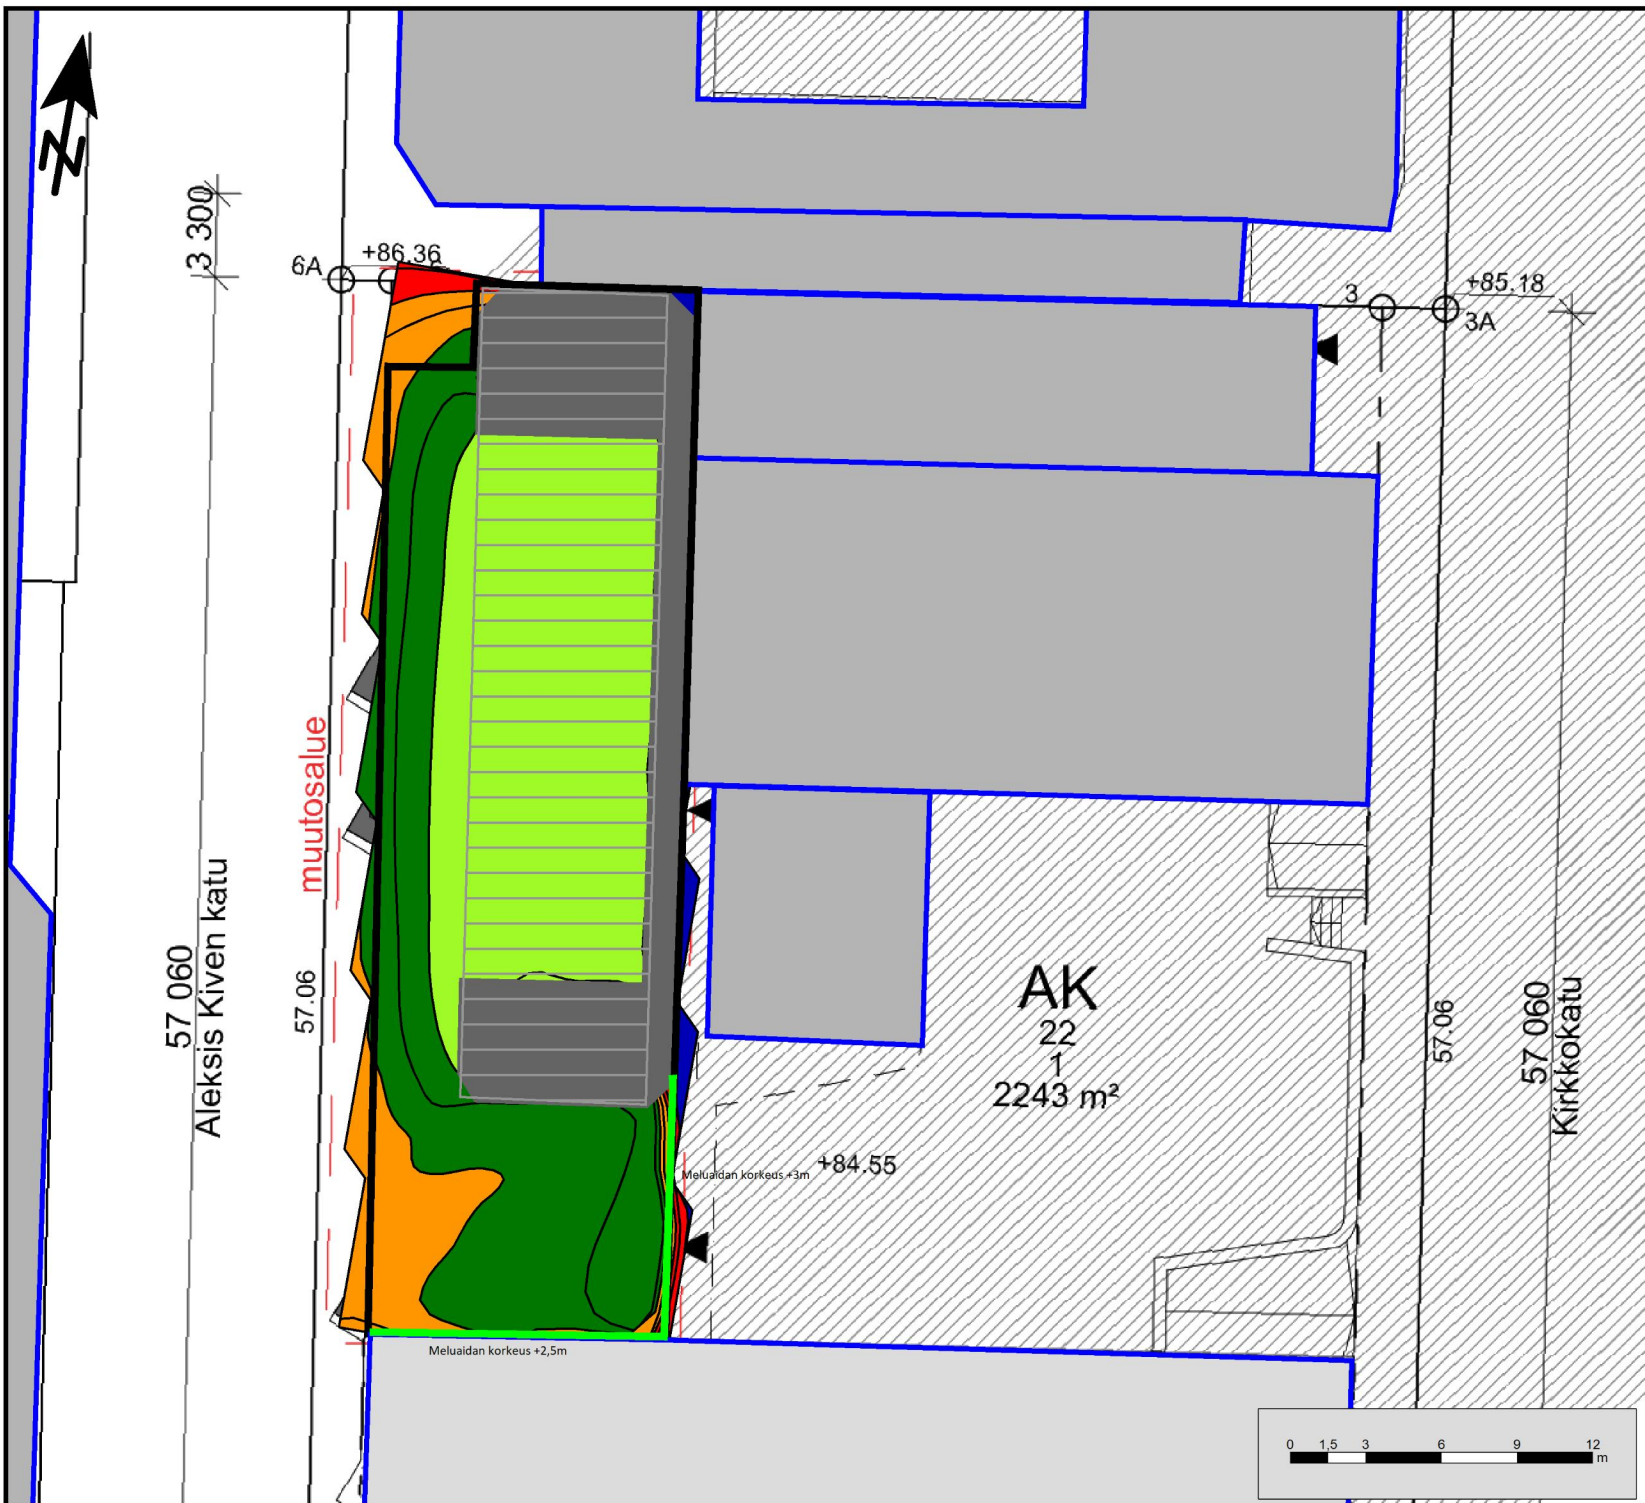 N
3 300
6A
+86.36
3
+85.18
3A
muutosalue
57 060
Aleksis Kiven katu
57.06
AK
22
1
2243 m²
57.06
57 060
Kirkkokatu
+84.55
Meluaidan korkeus +3m
Meluaidan korkeus +2,5m
0 1,5 3 6 9 12
m